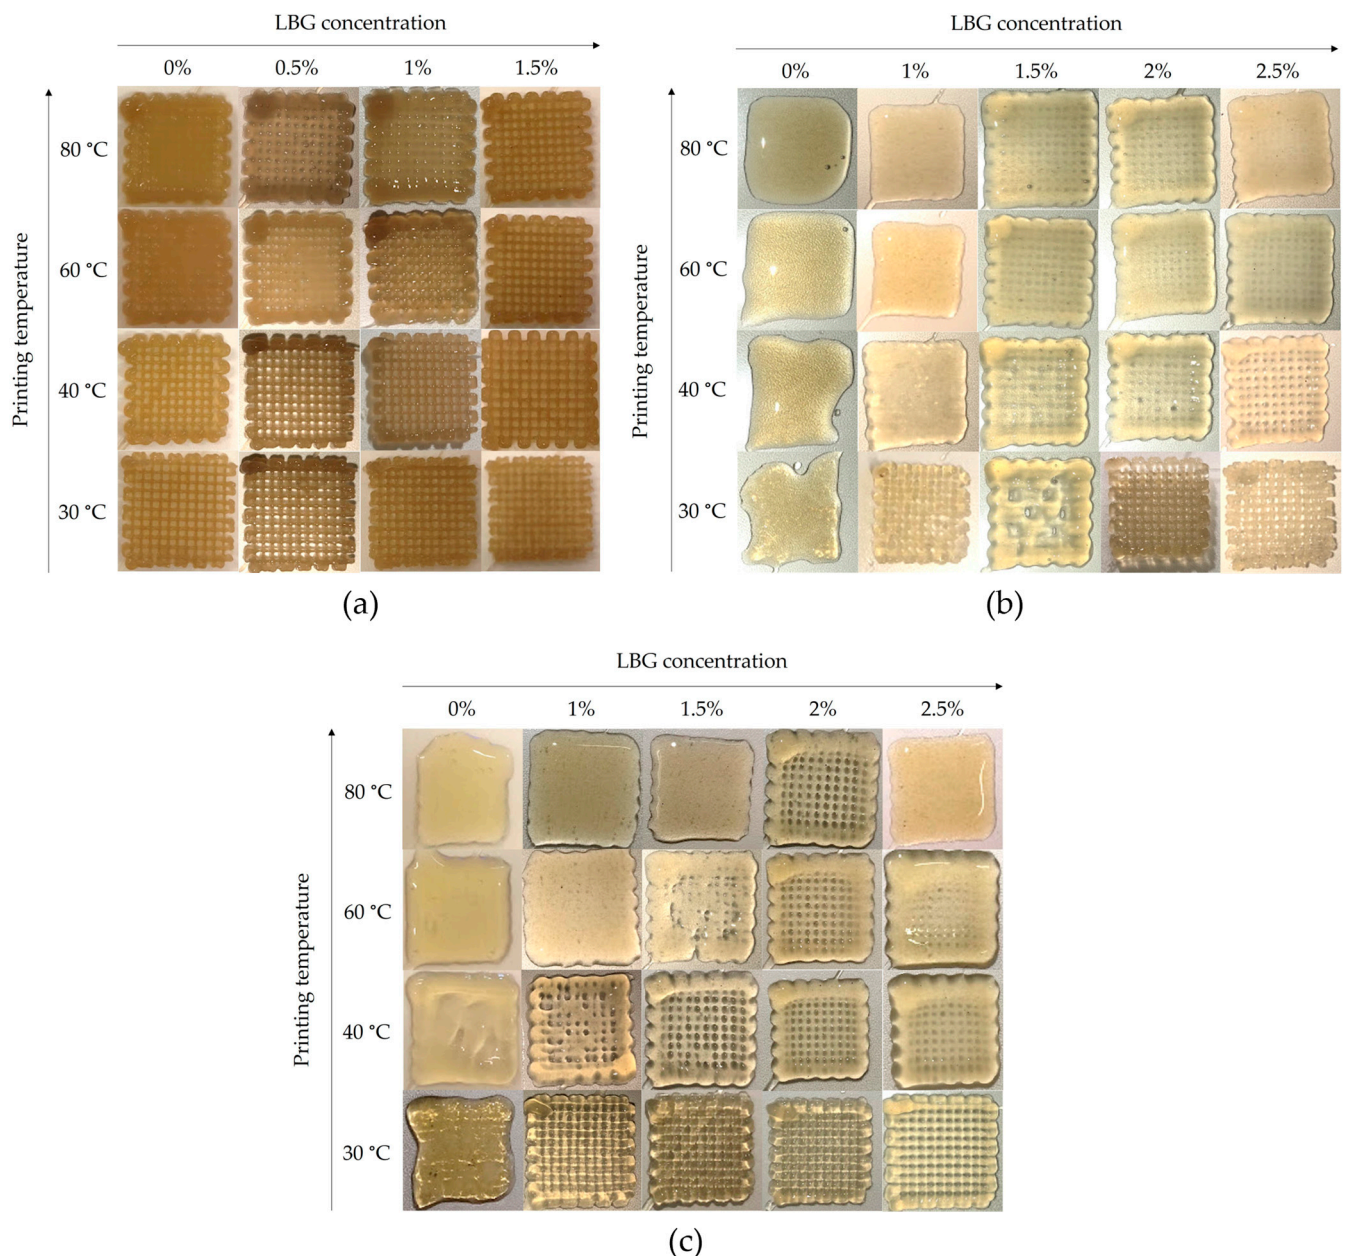 LBG concentration
0% 0.5% 1% 1.5%
Printing temperature
80 °C
60 °C
40 °C
30 °C
(a)
LBG concentration
0% 1% 1.5% 2% 2.5%
Printing temperature
80 °C
60 °C
40 °C
30 °C
(b)
LBG concentration
0% 1% 1.5% 2% 2.5%
Printing temperature
80 °C
60 °C
40 °C
30 °C
(c)